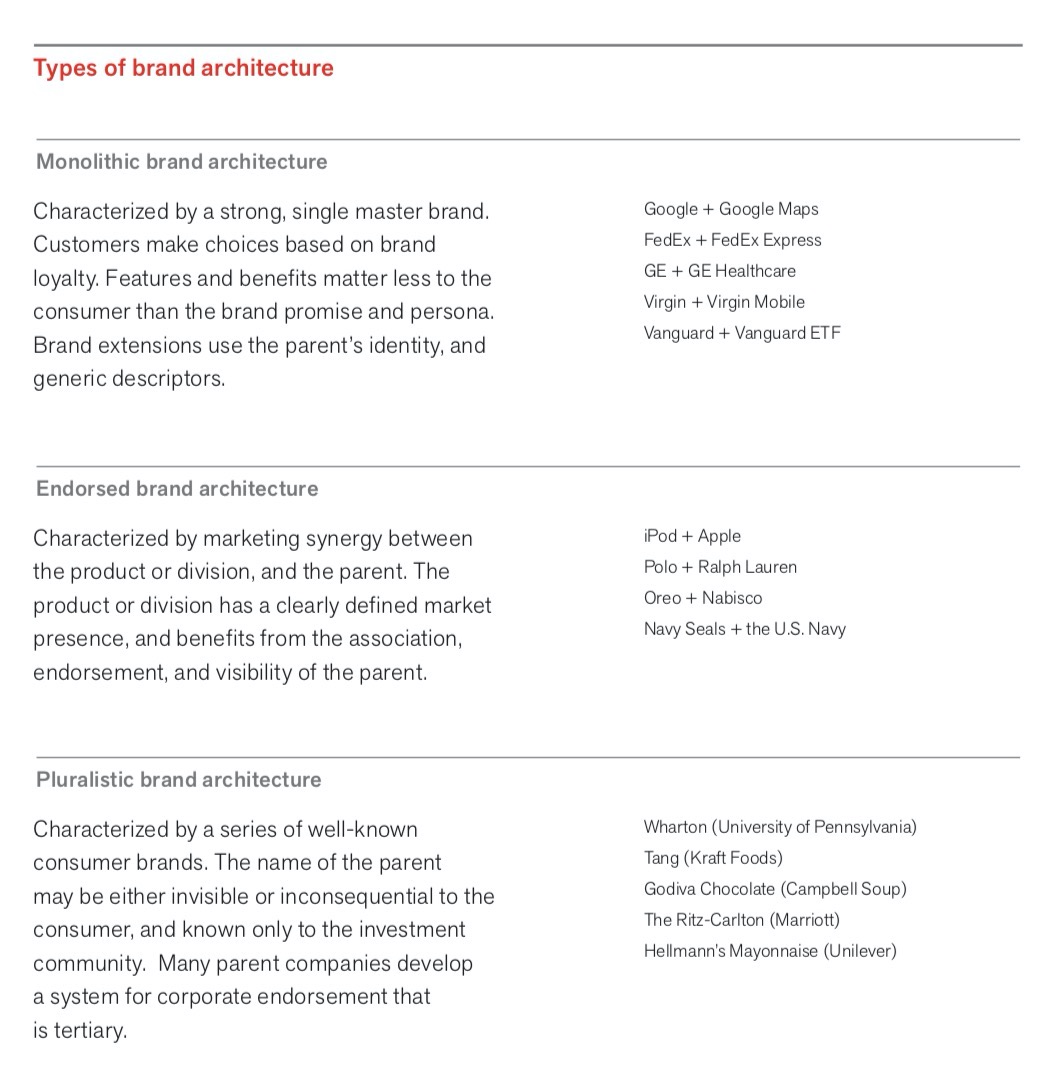 Types of brand architecture
Monolithic brand architecture
Characterized by a strong, single master brand.
Customers make choices based on brand
loyalty. Features and benefits matter less to the
consumer than the brand promise and persona.
Brand extensions use the parent’s identity, and
generic descriptors.
Google + Google Maps
FedEx + FedEx Express
GE + GE Healthcare
Virgin + Virgin Mobile
Vanguard + Vanguard ETF
Endorsed brand architecture
Characterized by marketing synergy between
the product or division, and the parent. The
product or division has a clearly defined market
presence, and benefits from the association,
endorsement, and visibility of the parent.
iPod + Apple
Polo + Ralph Lauren
Oreo + Nabisco
Navy Seals + the U.S. Navy
Pluralistic brand architecture
Characterized by a series of well-known
consumer brands. The name of the parent
may be either invisible or inconsequential to the
consumer, and known only to the investment
community.  Many parent companies develop
a system for corporate endorsement that
is tertiary.
Wharton (University of Pennsylvania)
Tang (Kraft Foods)
Godiva Chocolate (Campbell Soup)
The Ritz-Carlton (Marriott)
Hellmann’s Mayonnaise (Unilever)